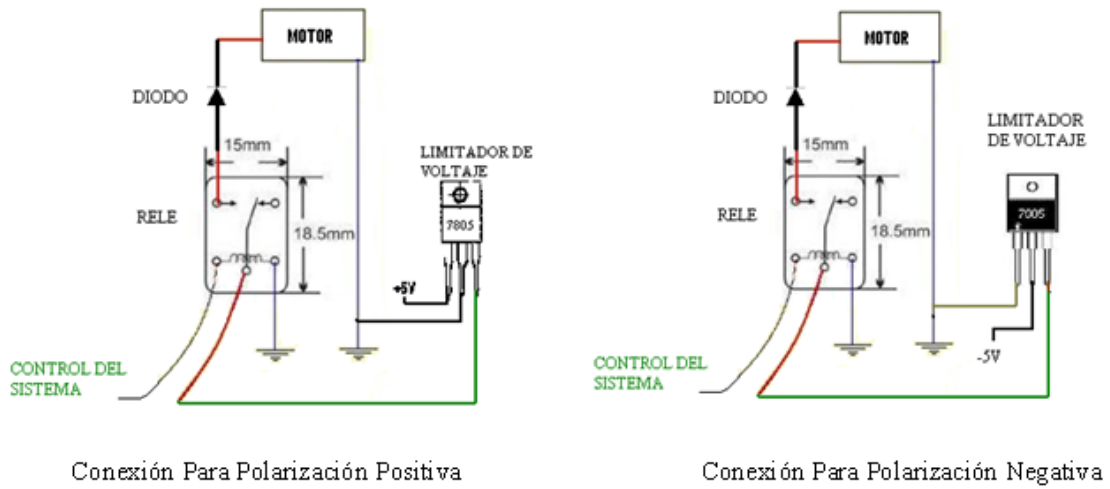 MOTOR
DIODO
15mm
LIMITADOR DE
VOLTAJE
RELE
7805
18.5mm
+5V
CONTROL DEL
SISTEMA
Conexión Para Polarización Positiva
MOTOR
DIODO
LIMITADOR
DE VOLTAJE
15mm
RELE
7005
18.5mm
-5V
CONTROL DEL
SISTEMA
Conexión Para Polarización Negativa